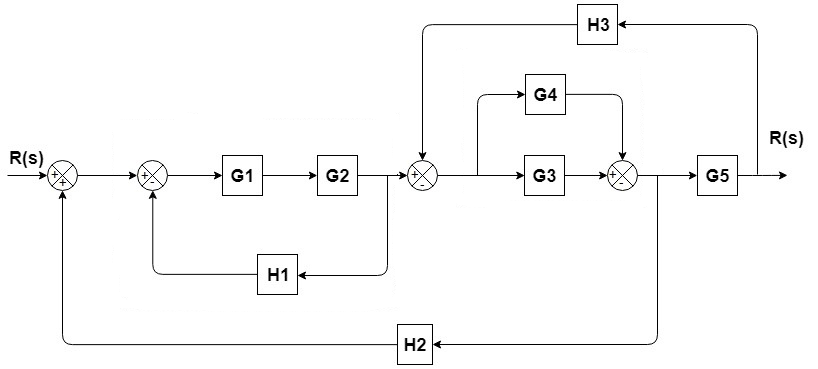 H3
G4
R(s)
R(s)
+
+
+
-
G1
G2
+
-
G3
+
-
G5
H1
H2